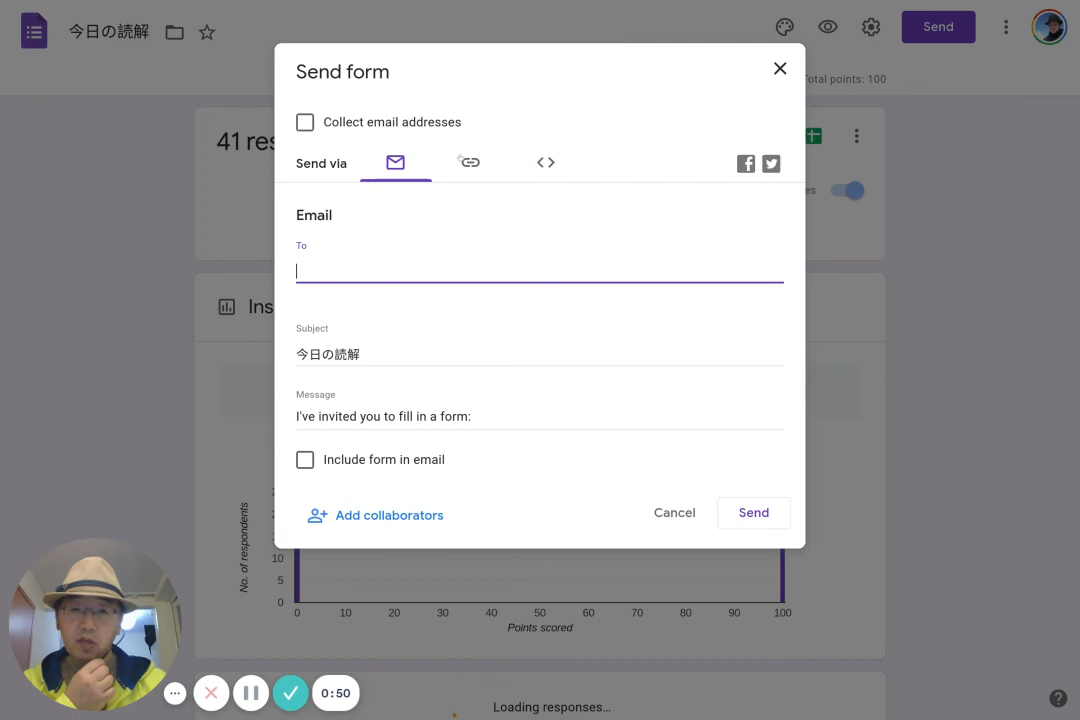 今日の読解
Send
Total points: 100
Send form
Collect email addresses
41 res
Send via
es
Email
To
Subject
今日の読解
Ins
Message
I've invited you to fill in a form:
Include form in email
Add collaborators
Cancel
Send
No. of respondents
10
5
0
0 10 20 30 40 50 60 70 80 90 100
Points scored
0:50
Loading responses…